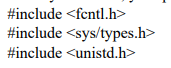 #include <fcntl.h>
#include <sys/types.h>
#include <unistd.h>